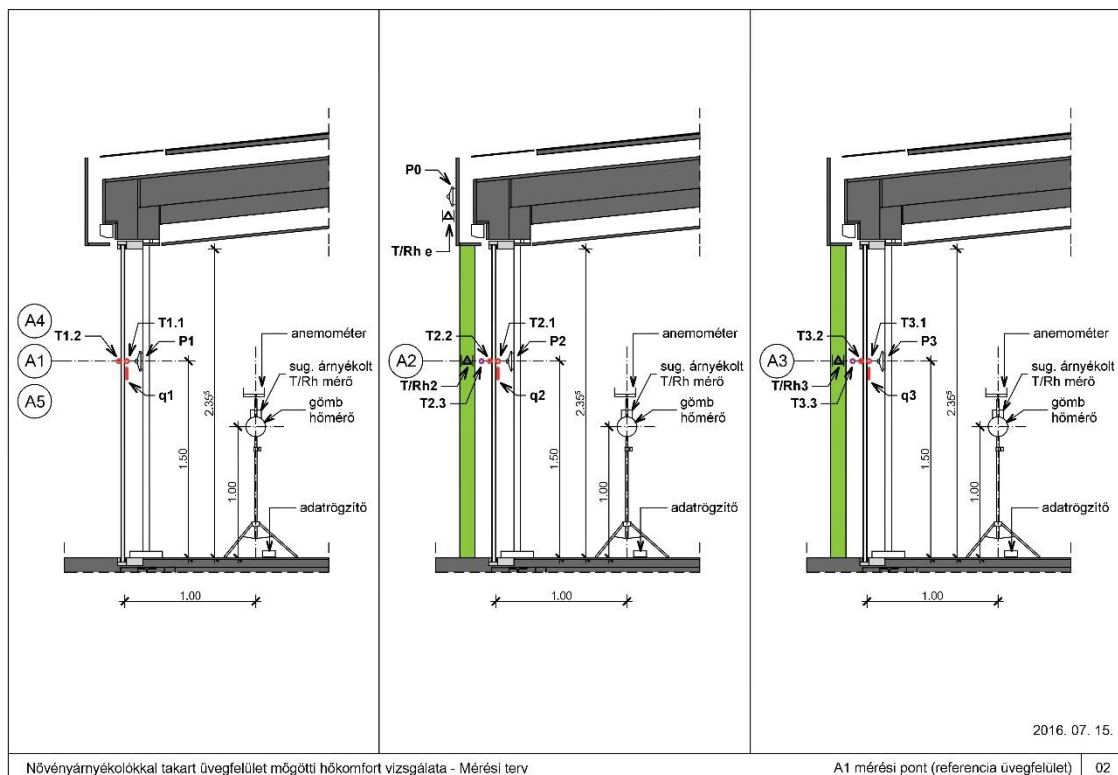 A4
A1
A5
T1.2
T1.1
P1
q1
2.35⁵
1.50
1.00
anemométer
sug. árnyékolt
T/Rh mérő
gömb
hőmérő
adatrögzítő
1.00
P0
T/Rh e
A2
T2.2
T2.1
P2
T/Rh2
T2.3
q2
2.35⁵
1.50
1.00
anemométer
sug. árnyékolt
T/Rh mérő
gömb
hőmérő
adatrögzítő
1.00
A3
T3.2
T3.1
P3
T/Rh3
T3.3
q3
2.35⁵
1.50
1.00
anemométer
sug. árnyékolt
T/Rh mérő
gömb
hőmérő
adatrögzítő
1.00
2016. 07. 15.
Növényárnyékolókkal takart üvegfelület mögötti hőkomfort vizsgálata - Mérési terv
A1 mérési pont (referencia üvegfelület)
02